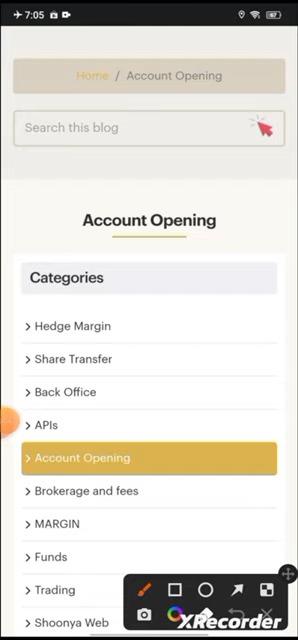 7:05
67
Home / Account Opening
Search this blog
Account Opening
Categories
Hedge Margin
Share Transfer
Back Office
APIs
Account Opening
Brokerage and fees
MARGIN
Funds
Trading
Shoonya Web
XRecorder